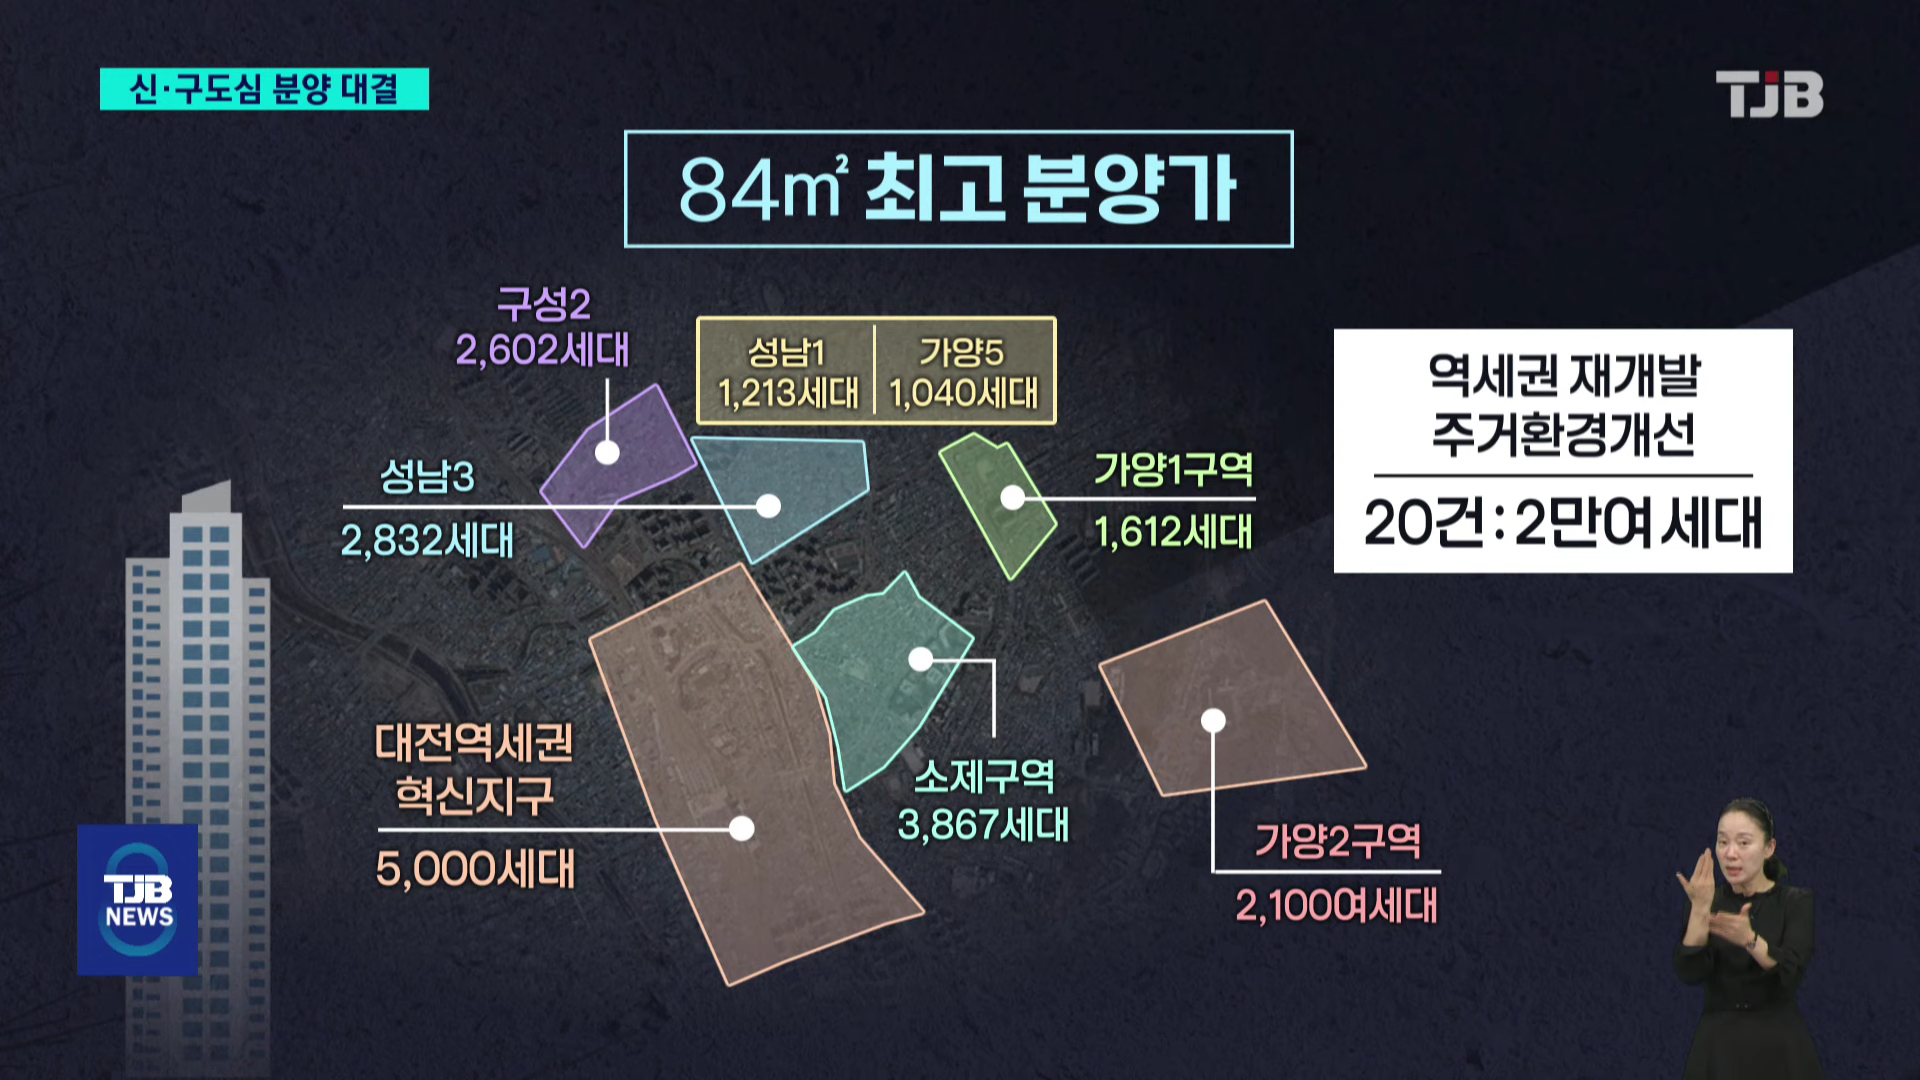 신·구도심 분양 대결
TJB
84㎡ 최고 분양가
구성2
2,602세대
성남1
1,213세대
가양5
1,040세대
역세권 재개발
주거환경개선
20건 : 2만여 세대
성남3
2,832세대
가양1구역
1,612세대
대전역세권
혁신지구
5,000세대
소제구역
3,867세대
가양2구역
2,100여세대
TJB
NEWS